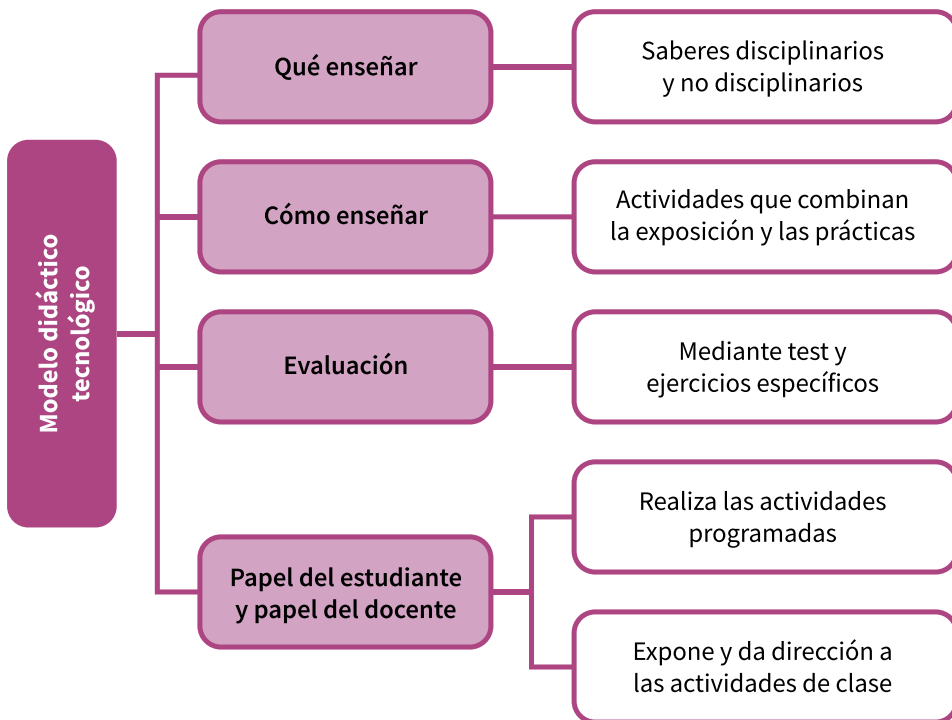 Modelo didáctico
tecnológico
Qué enseñar
Saberes disciplinarios
y no disciplinarios
Cómo enseñar
Actividades que combinan
la exposición y las prácticas
Evaluación
Mediante test y
ejercicios específicos
Papel del estudiante
y papel del docente
Realiza las actividades
programadas
Expone y da dirección a
las actividades de clase